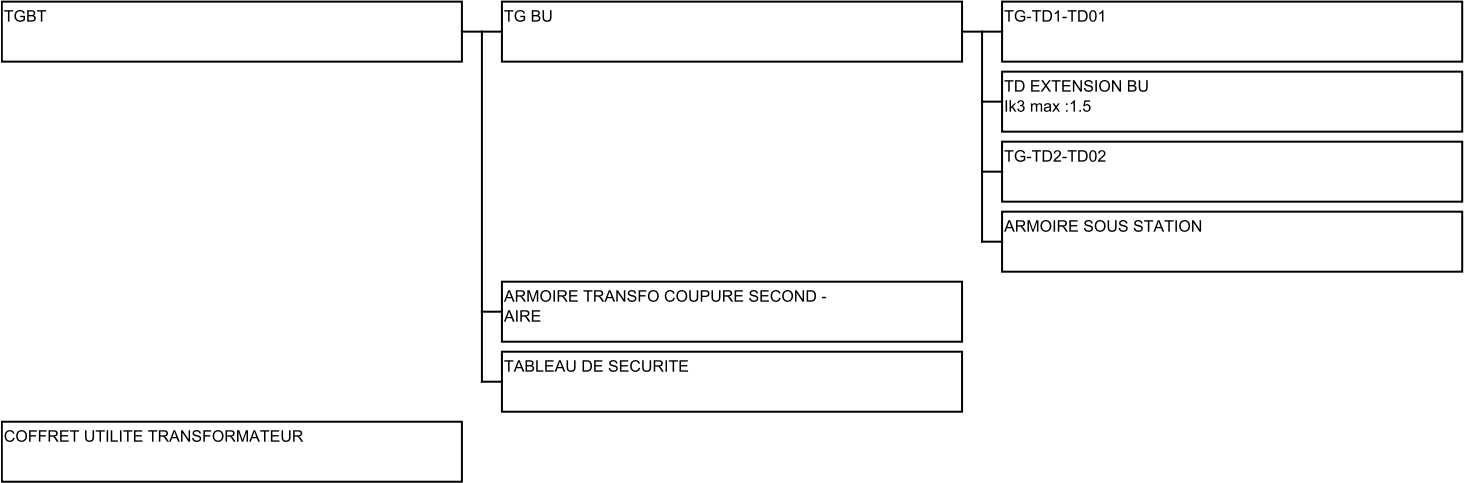 TGBT
TG BU
TG-TD1-TD01
TD EXTENSION BU
Ik3 max :1.5
TG-TD2-TD02
ARMOIRE SOUS STATION
ARMOIRE TRANSFO COUPURE SECOND -
AIRE
TABLEAU DE SECURITE
COFFRET UTILITE TRANSFORMATEUR